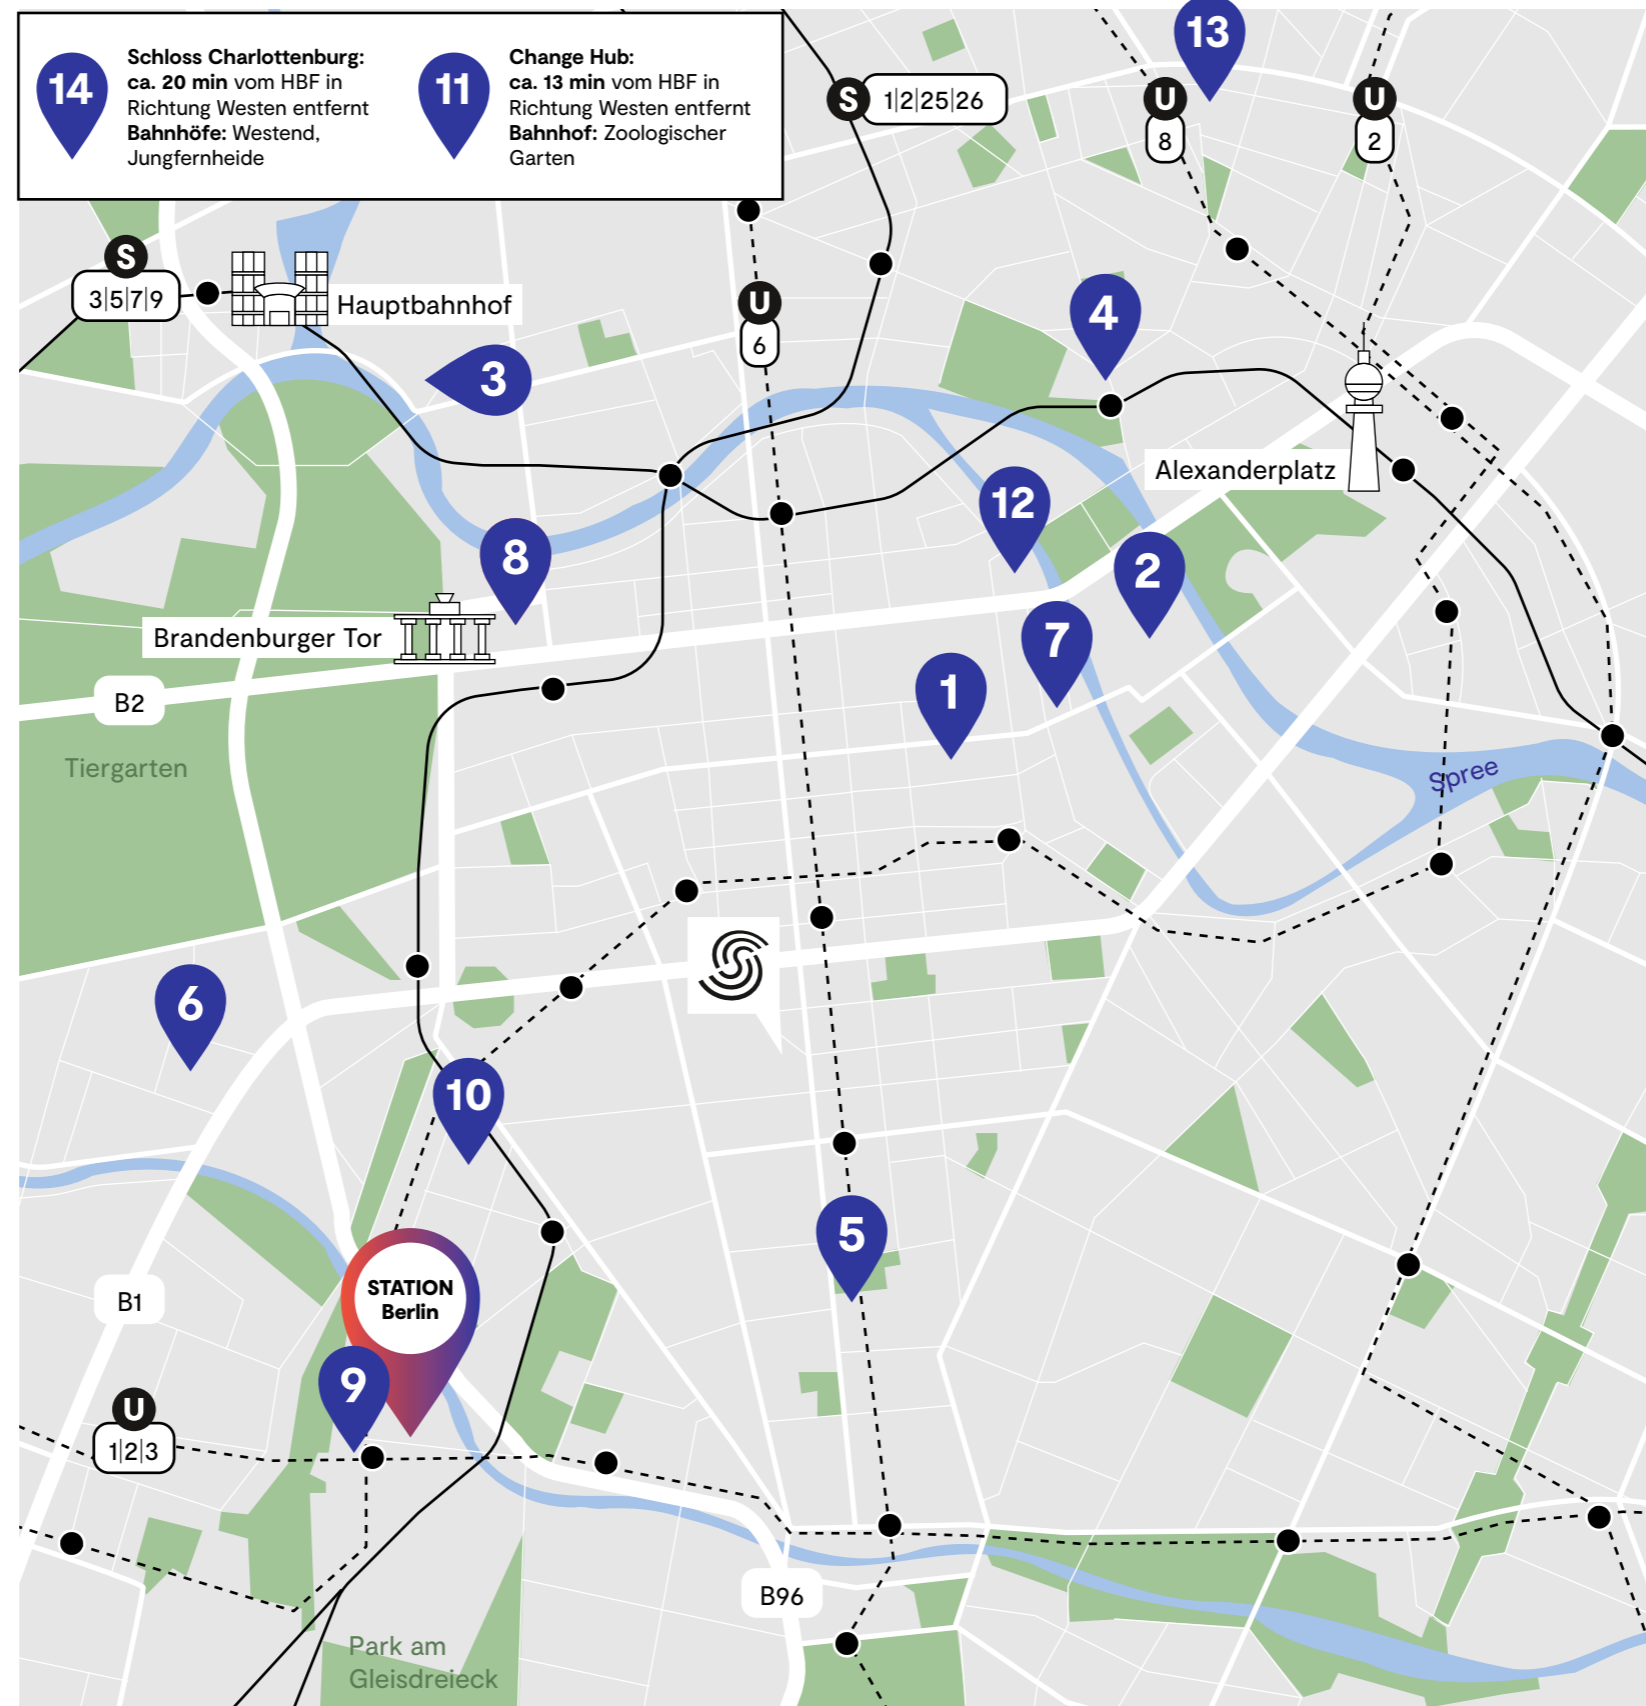 14
Schloss Charlottenburg:
ca. 20 min vom HBF in
Richtung Westen entfernt
Bahnhöfe: Westend,
Jungfernheide
11
Change Hub:
ca. 13 min vom HBF in
Richtung Westen entfernt
Bahnhof: Zoologischer
Garten
13
S
1|2|25|26
U
8
U
2
S
3|5|7|9
Hauptbahnhof
U
6
4
3
Alexanderplatz
12
8
2
Brandenburger Tor
7
1
B2
Tiergarten
Spree
6
10
5
STATION
Berlin
B1
9
U
1|2|3
B96
Park am
Gleisdreieck